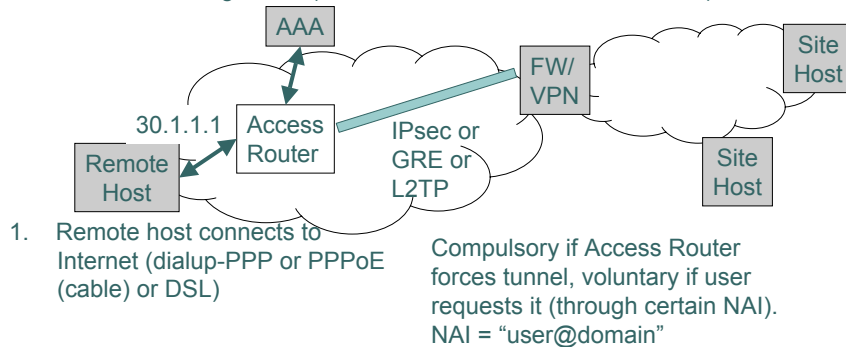 AAA
FW/
VPN
Site
Host
30.1.1.1
Access
Router
IPsec or
GRE or
L2TP
Remote
Host
Site
Host
1. Remote host connects to
Internet (dialup-PPP or PPPoE
(cable) or DSL)
Compulsory if Access Router
forces tunnel, voluntary if user
requests it (through certain NAI).
NAI = “user@domain”